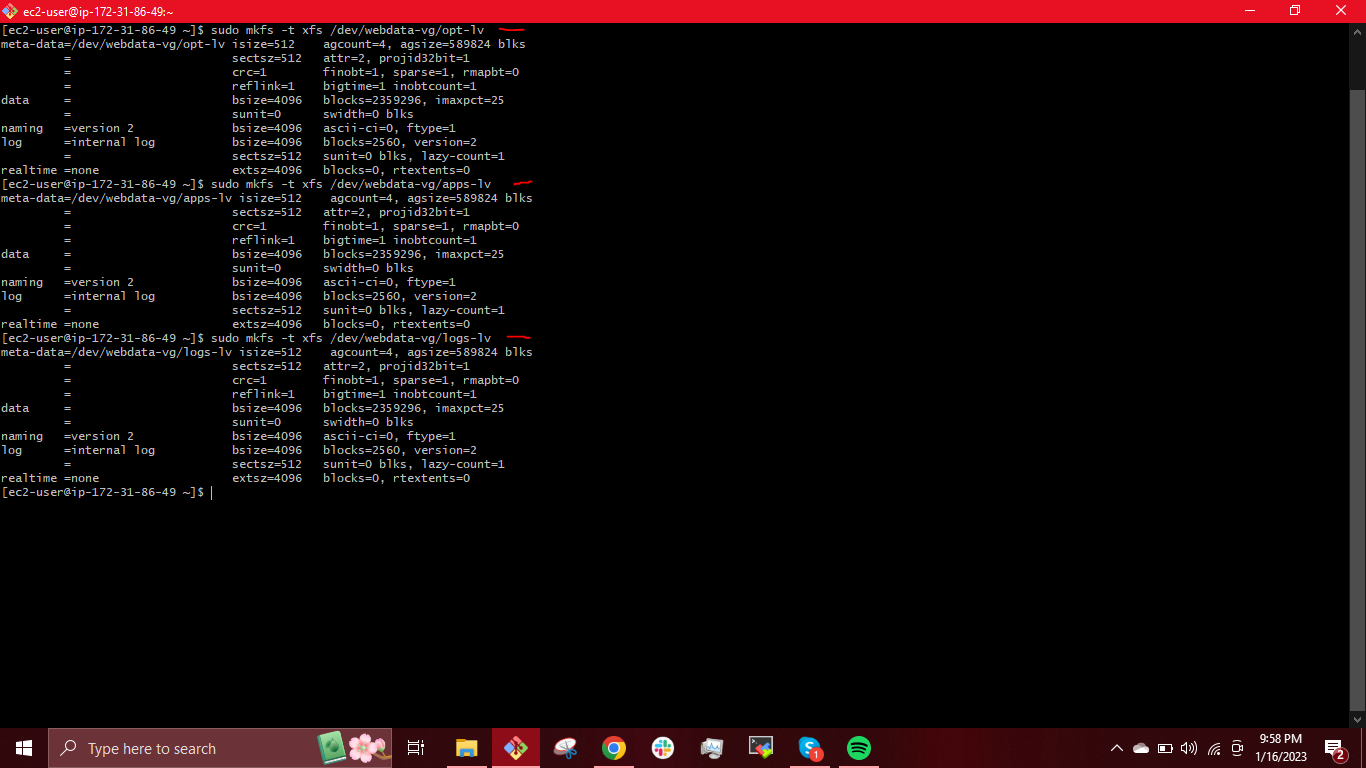 ec2-user@ip-172-31-86-49:~
[ec2-user@ip-172-31-86-49 ~]$ sudo mkfs -t xfs /dev/webdata-vg/opt-lv
meta-data=/dev/webdata-vg/opt-lv isize=512    agcount=4, agsize=589824 blks
         =                       sectsz=512   attr=2, projid32bit=1
         =                       crc=1        finobt=1, sparse=1, rmapbt=0
         =                       reflink=1    bigtime=1 inobtcount=1
data     =                       bsize=4096   blocks=2359296, imaxpct=25
         =                       sunit=0      swidth=0 blks
naming   =version 2              bsize=4096   ascii-ci=0, ftype=1
log      =internal log           bsize=4096   blocks=2560, version=2
         =                       sectsz=512   sunit=0 blks, lazy-count=1
realtime =none                   extsz=4096   blocks=0, rtextents=0
[ec2-user@ip-172-31-86-49 ~]$ sudo mkfs -t xfs /dev/webdata-vg/apps-lv
meta-data=/dev/webdata-vg/apps-lv isize=512    agcount=4, agsize=589824 blks
         =                       sectsz=512   attr=2, projid32bit=1
         =                       crc=1        finobt=1, sparse=1, rmapbt=0
         =                       reflink=1    bigtime=1 inobtcount=1
data     =                       bsize=4096   blocks=2359296, imaxpct=25
         =                       sunit=0      swidth=0 blks
naming   =version 2              bsize=4096   ascii-ci=0, ftype=1
log      =internal log           bsize=4096   blocks=2560, version=2
         =                       sectsz=512   sunit=0 blks, lazy-count=1
realtime =none                   extsz=4096   blocks=0, rtextents=0
[ec2-user@ip-172-31-86-49 ~]$ sudo mkfs -t xfs /dev/webdata-vg/logs-lv
meta-data=/dev/webdata-vg/logs-lv isize=512    agcount=4, agsize=589824 blks
         =                       sectsz=512   attr=2, projid32bit=1
         =                       crc=1        finobt=1, sparse=1, rmapbt=0
         =                       reflink=1    bigtime=1 inobtcount=1
data     =                       bsize=4096   blocks=2359296, imaxpct=25
         =                       sunit=0      swidth=0 blks
naming   =version 2              bsize=4096   ascii-ci=0, ftype=1
log      =internal log           bsize=4096   blocks=2560, version=2
         =                       sectsz=512   sunit=0 blks, lazy-count=1
realtime =none                   extsz=4096   blocks=0, rtextents=0
[ec2-user@ip-172-31-86-49 ~]$
Type here to search
1
9:58 PM
1/16/2023
2